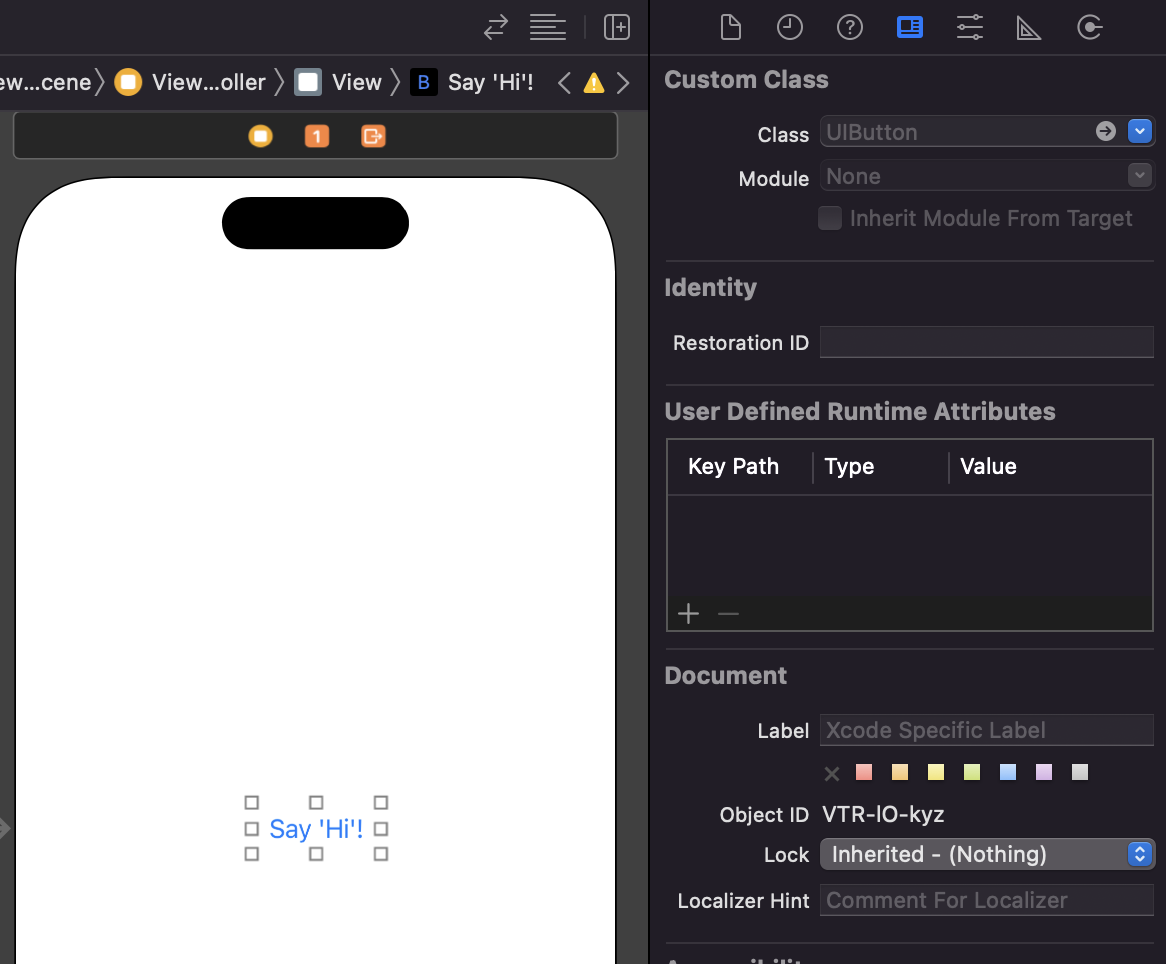 ew...cene
View...oller
View
B
Say 'Hi'!
1
Say 'Hi'!
Custom Class
Class UIButton
Module None
Inherit Module From Target
Identity
Restoration ID
User Defined Runtime Attributes
Key Path Type Value
Document
Label Xcode Specific Label
Object ID VTR-lO-kyz
Lock Inherited - (Nothing)
Localizer Hint Comment For Localizer